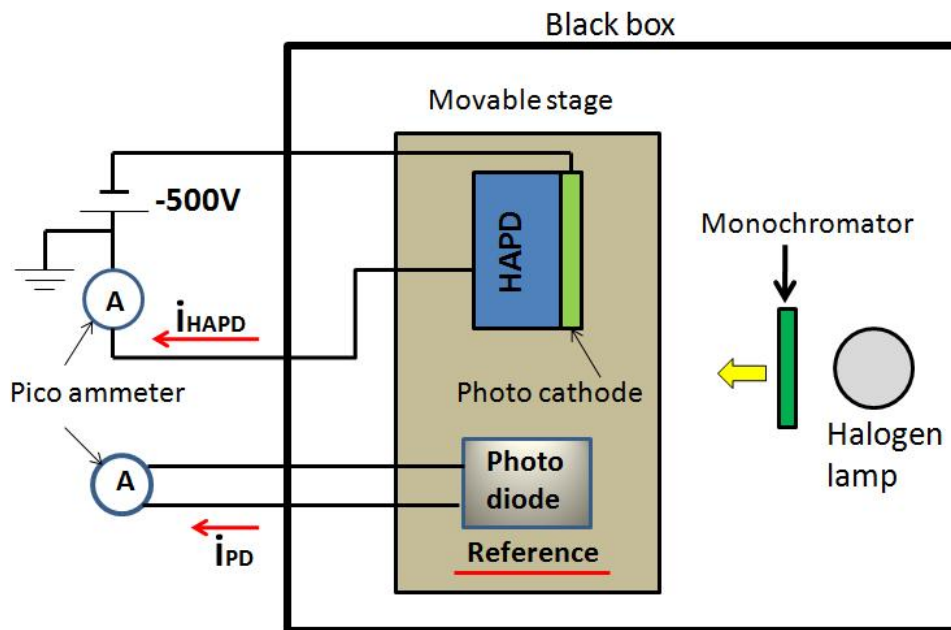 Black box
Movable stage
-500V
HAPD
Monochromator
A
iHAPD
Pico ammeter
Photo cathode
Halogen
lamp
A
Photo
diode
iPD
Reference